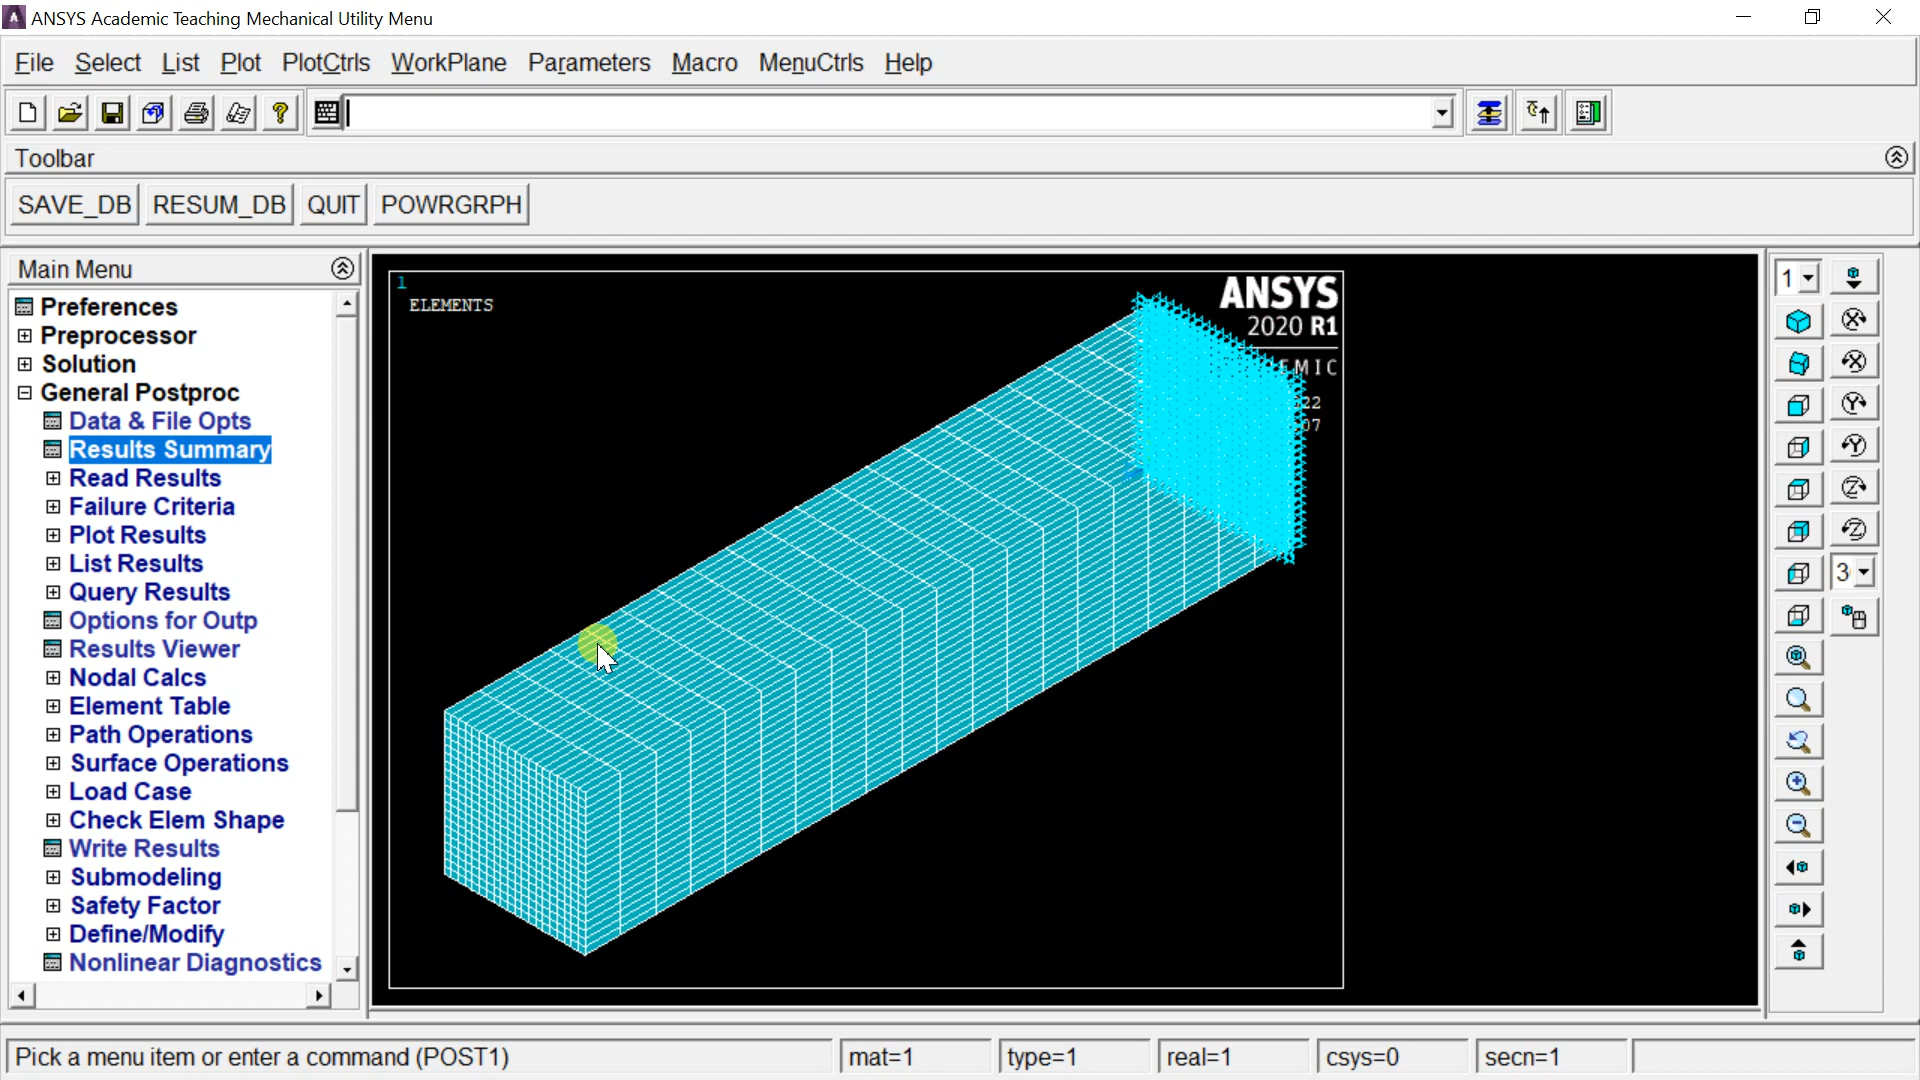 ANSYS Academic Teaching Mechanical Utility Menu
File Select List Plot PlotCtrls WorkPlane Parameters Macro MenuCtrls Help
Toolbar
SAVE_DB RESUM_DB QUIT POWRGRPH
Main Menu
Preferences
Preprocessor
Solution
General Postproc
Data & File Opts
Results Summary
Read Results
Failure Criteria
Plot Results
List Results
Query Results
Options for Outp
Results Viewer
Nodal Calcs
Element Table
Path Operations
Surface Operations
Load Case
Check Elem Shape
Write Results
Submodeling
Safety Factor
Define/Modify
Nonlinear Diagnostics
1
ELEMENTS
ANSYS
2020 R1
EMIC
22
07
1
3
Pick a menu item or enter a command (POST1)
mat=1
type=1
real=1
csys=0
secn=1